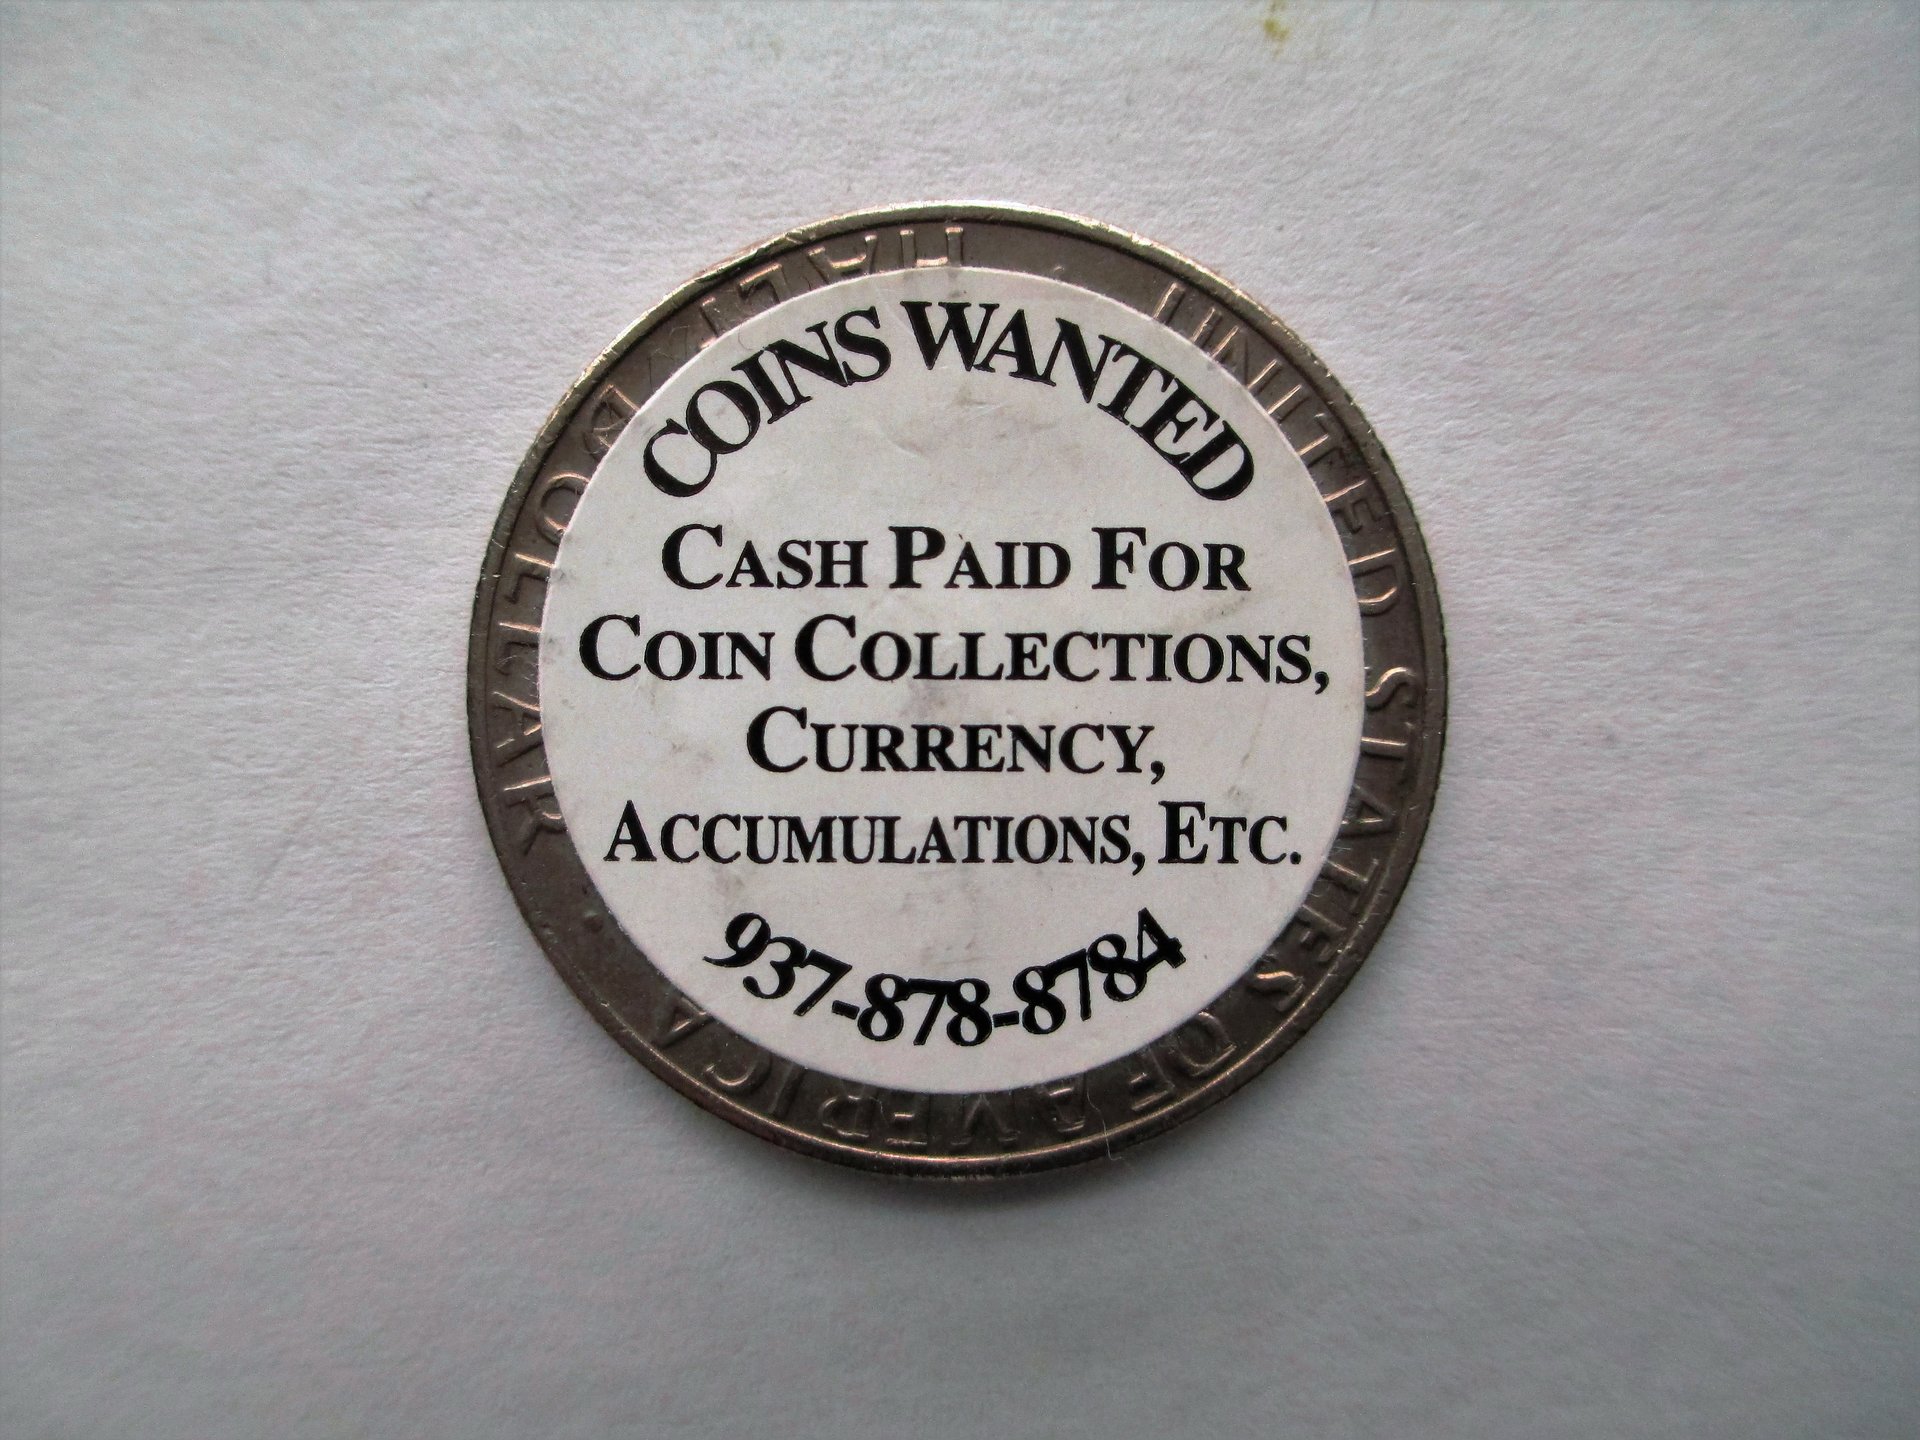 COINS WANTED
CASH PAID FOR
COIN COLLECTIONS,
CURRENCY,
ACCUMULATIONS, ETC.
937-878-8784
UNITED STATES OF AMERICA
HALF DOLLAR